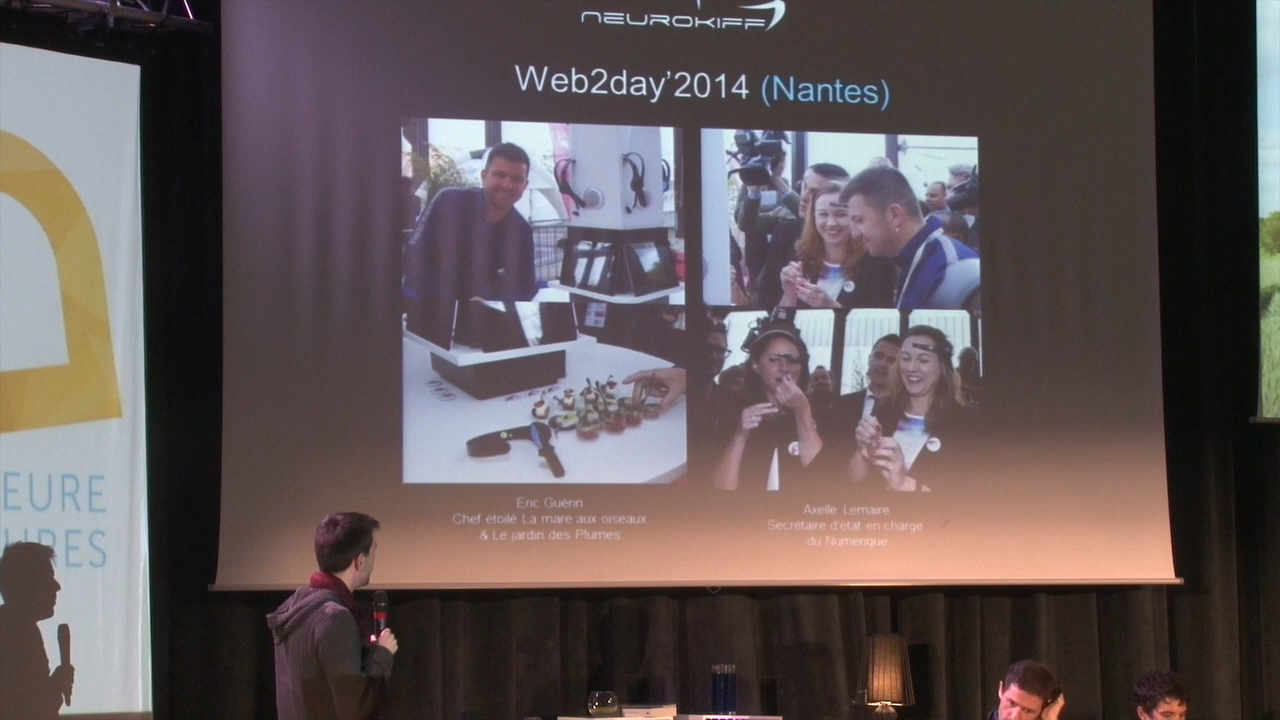 NEUROKIFF
Web2day'2014 (Nantes)
Eric Guérin
Chef étoilé La mare aux oiseaux
& Le jardin des Plumes
Axelle Lemaire
Secrétaire d'état en charge
du Numérique
EURE
URES